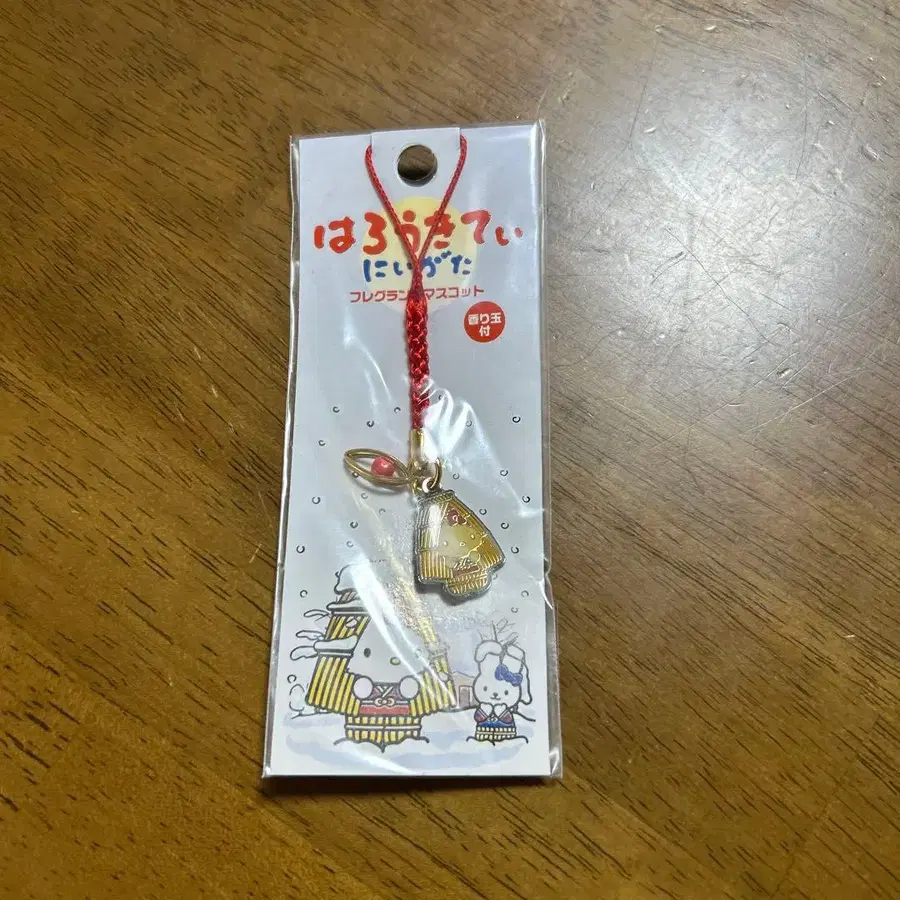 はろうきてぃ
にいがた
フレグランスマスコット
香り玉
付